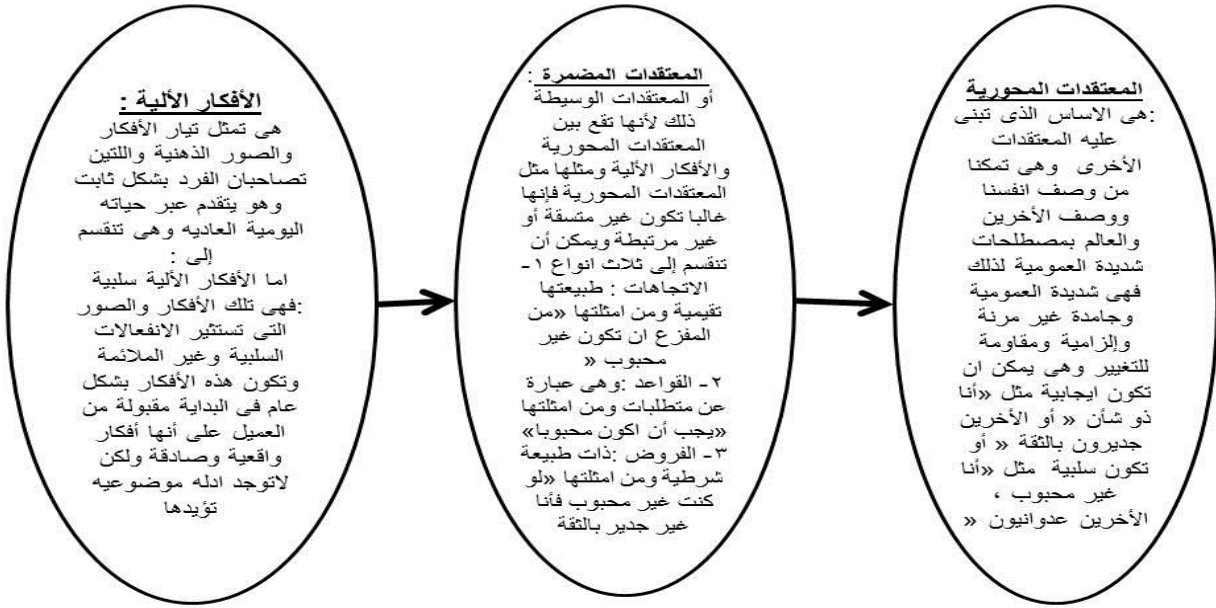 المعتقدات المحورية
:هى الاساس الذى تبنى
عليه المعتقدات
الأخرى وهى تمكنا
من وصف انفسنا
ووصف الأخرين
والعالم بمصطلحات
شديدة العمومية لذلك
فهى شديدة العمومية
وجامدة غير مرنة
وإلزامية ومقاومة
للتغيير وهى يمكن ان
تكون ايجابية مثل «أنا
ذو شأن « أو الأخرين
جديرون بالثقة « أو
تكون سلبية مثل «أنا
غير محبوب ،
الأخرين عدوانيون «
المعتقدات المضمرة :
أو المعتقدات الوسيطة
ذلك لأنها تقع بين
المعتقدات المحورية
والأفكار الألية ومثلها مثل
المعتقدات المحورية فإنها
غالبا تكون غير متسقة أو
غير مرتبطة ويمكن أن
تنقسم إلى ثلاث انواع ١-
الاتجاهات : طبيعتها
تقيمية ومن امثلتها «من
المفزع ان تكون غير
محبوب «
٢- القواعد :وهى عبارة
عن متطلبات ومن امثلتها
«يجب أن اكون محبوبا»
٣- الفروض :ذات طبيعة
شرطية ومن امثلتها «لو
كنت غير محبوب فأنا
غير جدير بالثقة
الأفكار الألية :
هى تمثل تيار الأفكار
والصور الذهنية واللتين
تصاحبان الفرد بشكل ثابت
وهو يتقدم عبر حياته
اليومية العاديه وهى تنقسم
إلى :
اما الأفكار الألية سلبية
:فهى تلك الأفكار والصور
التى تستثير الانفعالات
السلبية وغير الملائمة
وتكون هذه الأفكار بشكل
عام فى البداية مقبولة من
العميل على أنها أفكار
واقعية وصادقة ولكن
لاتوجد ادله موضوعيه
تؤيدها